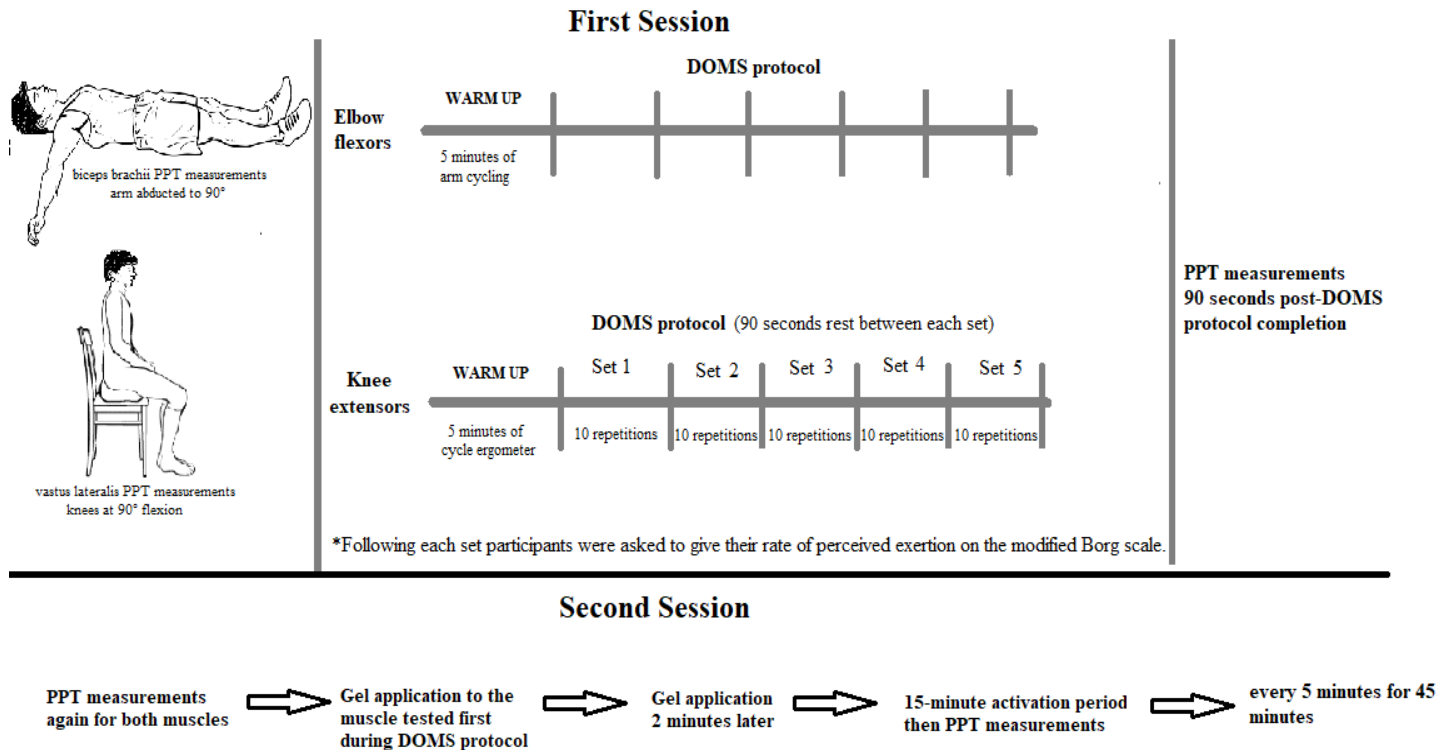 First Session
biceps brachii PPT measurements
arm abducted to 90°
vastus lateralis PPT measurements
knees at 90° flexion
DOMS protocol
Elbow
flexors
WARM UP
5 minutes of
arm cycling
DOMS protocol (90 seconds rest between each set)
Knee
extensors
WARM UP
Set 1
Set 2
Set 3
Set 4
Set 5
5 minutes of
cycle ergometer
10 repetitions
10 repetitions
10 repetitions
10 repetitions
10 repetitions
*Following each set participants were asked to give their rate of perceived exertion on the modified Borg scale.
PPT measurements
90 seconds post-DOMS
protocol completion
Second Session
PPT measurements
again for both muscles
Gel application to the
muscle tested first
during DOMS protocol
Gel application
2 minutes later
15-minute activation period
then PPT measurements
every 5 minutes for 45
minutes